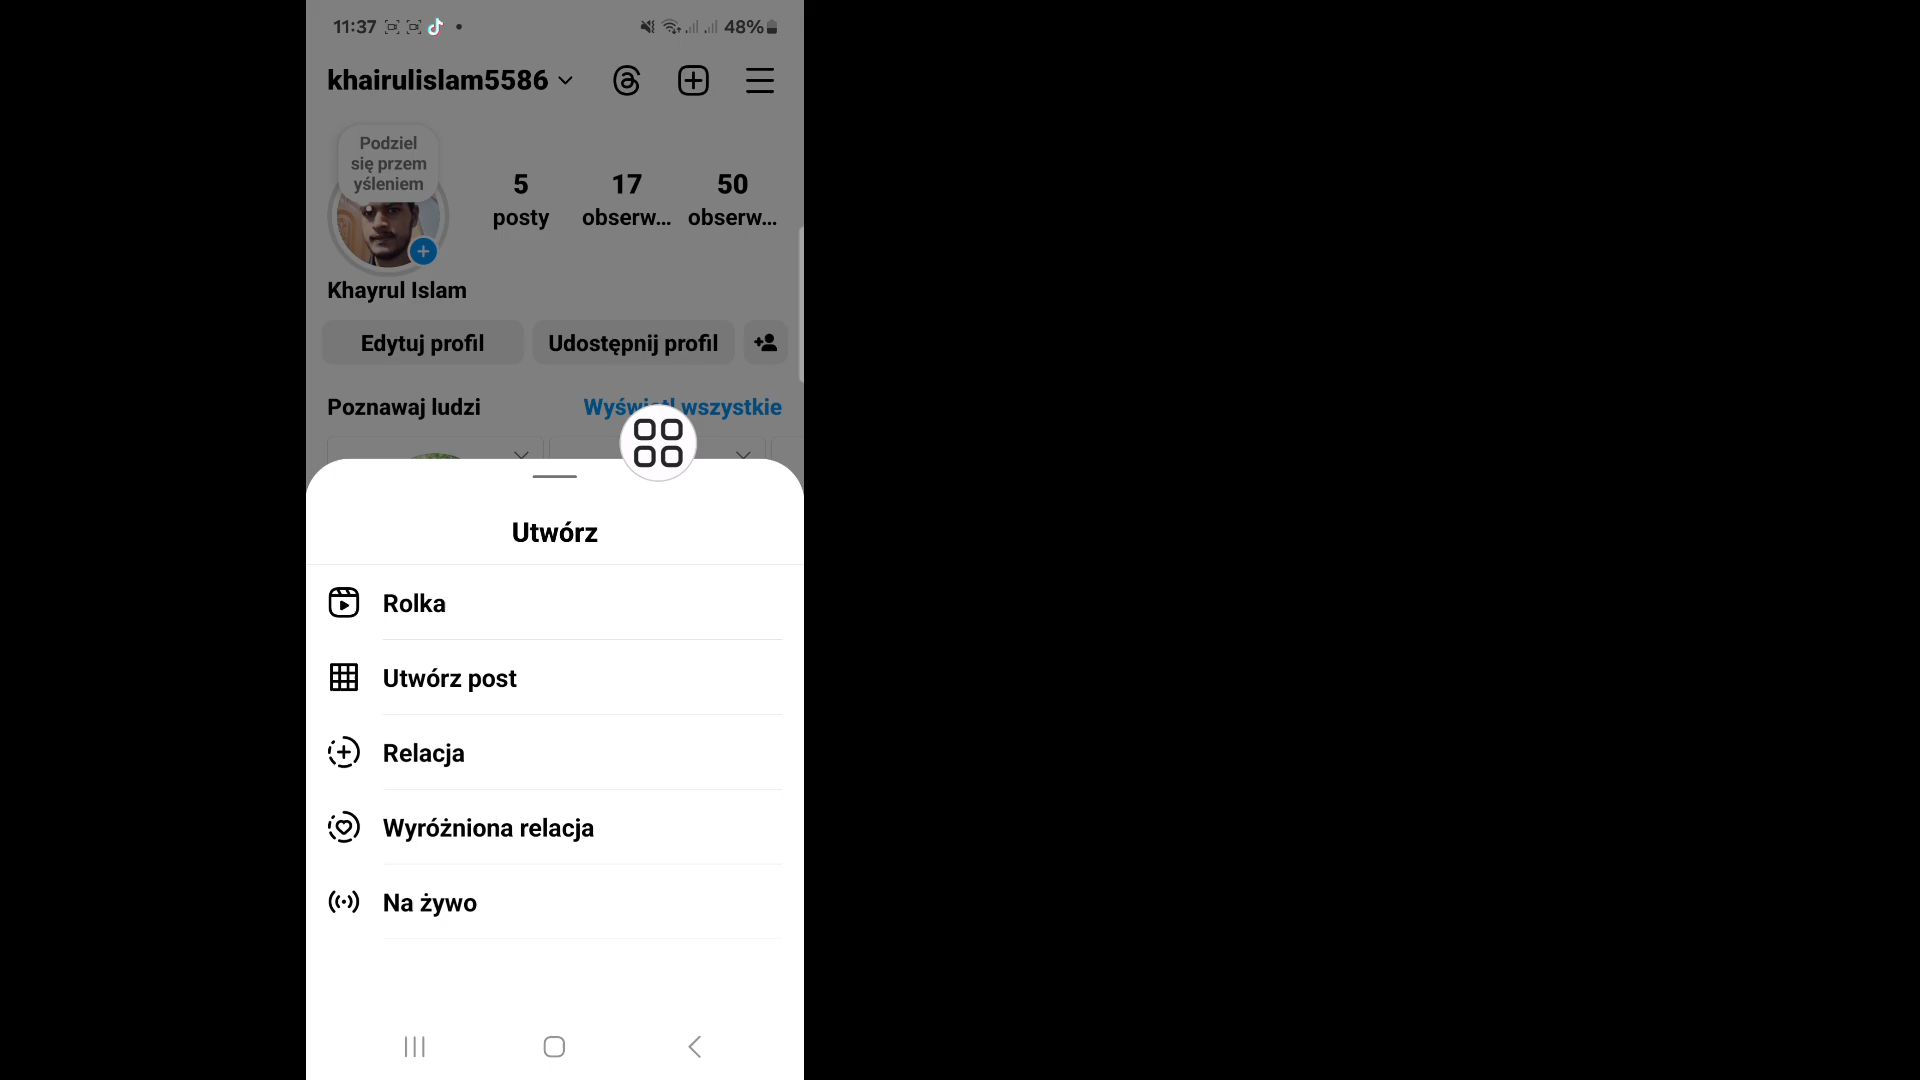 11:37
48%
khairulislam5586
Podziel
się przem
yśleniem
5
17
50
posty
obserw...
obserw...
Khayrul Islam
Edytuj profil
Udostępnij profil
Poznawaj ludzi
wszystkie
Utwórz
Rolka
Utwórz post
Relacja
Wyróżniona relacja
Na żywo